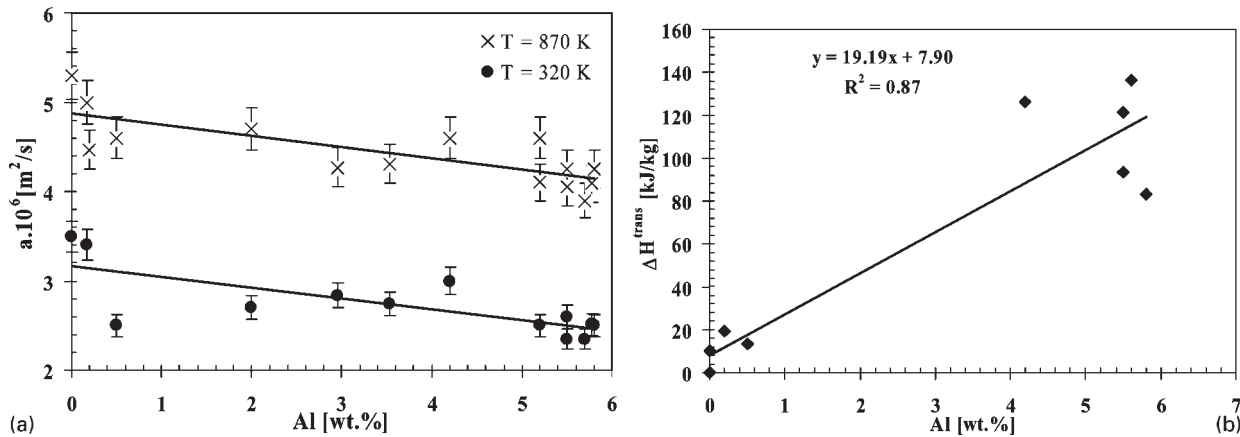 T = 870 K
T = 320 K
a.10⁶[m²/s]
6
5
4
3
2
0 1 2 3 4 5 6
Al [wt.%]
(a)
y = 19.19x + 7.90
R² = 0.87
ΔHᵗʳᵃⁿˢ [kJ/kg]
160
140
120
100
80
60
40
20
0
0 1 2 3 4 5 6 7
Al [wt.%]
(b)